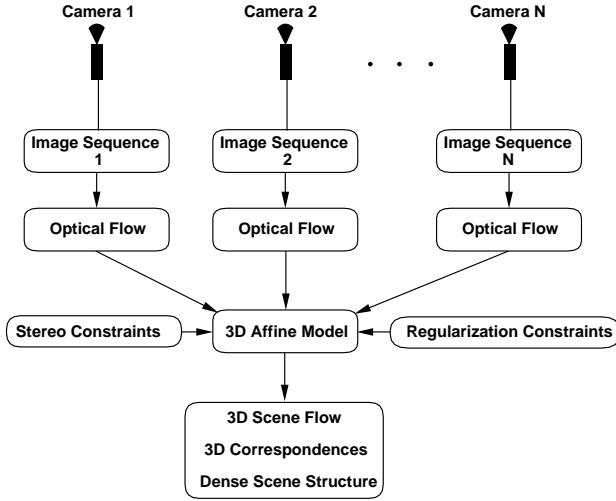 Camera 1
Camera 2
Camera N
. . .
Image Sequence
1
Image Sequence
2
Image Sequence
N
Optical Flow
Optical Flow
Optical Flow
Stereo Constraints
3D Affine Model
Regularization Constraints
3D Scene Flow
3D Correspondences
Dense Scene Structure